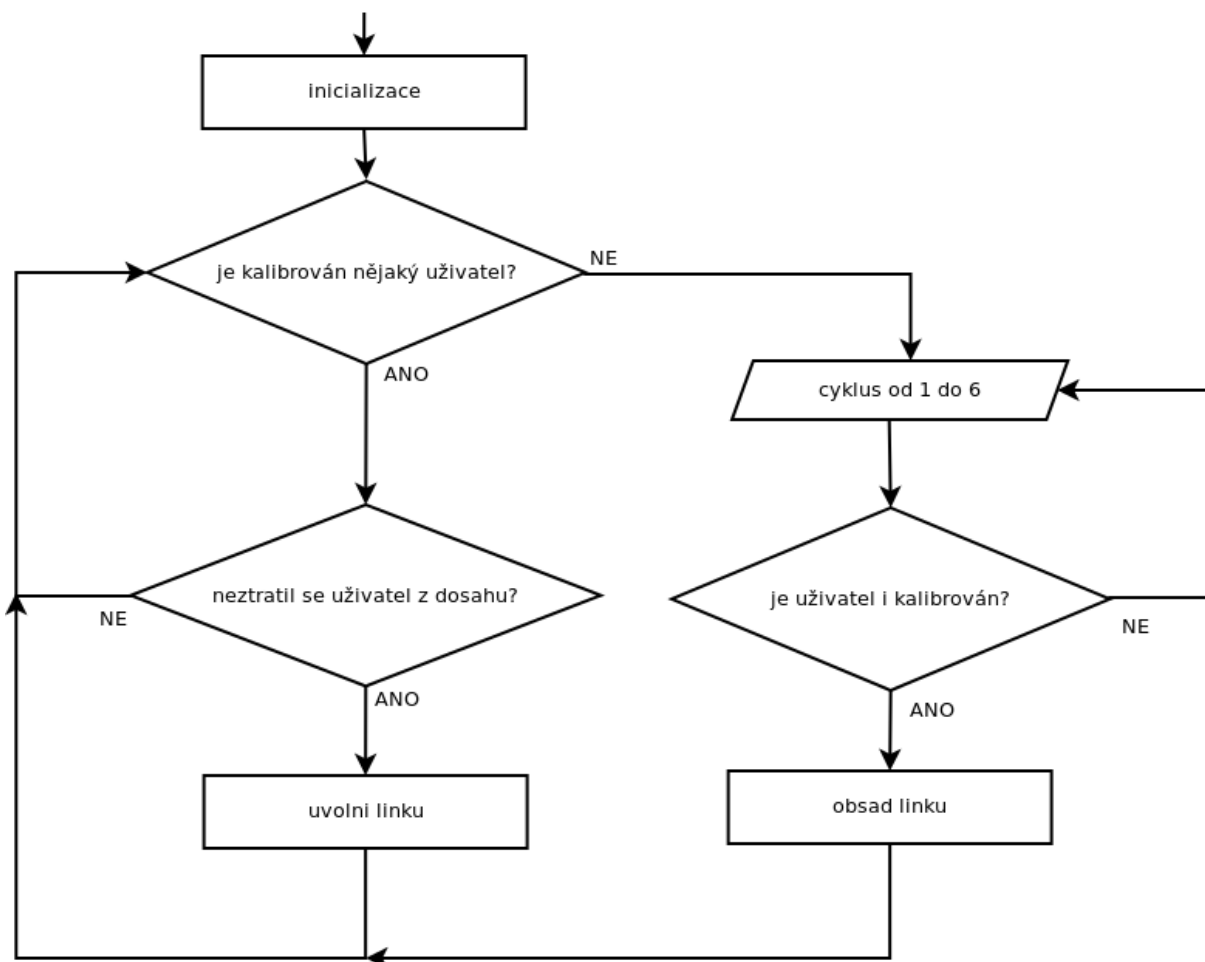 inicializace
je kalibrován nějaký uživatel?
NE
ANO
cyklus od 1 do 6
neztratil se uživatel z dosahu?
NE
ANO
je uživatel i kalibrován?
NE
ANO
uvolni linku
obsad linku